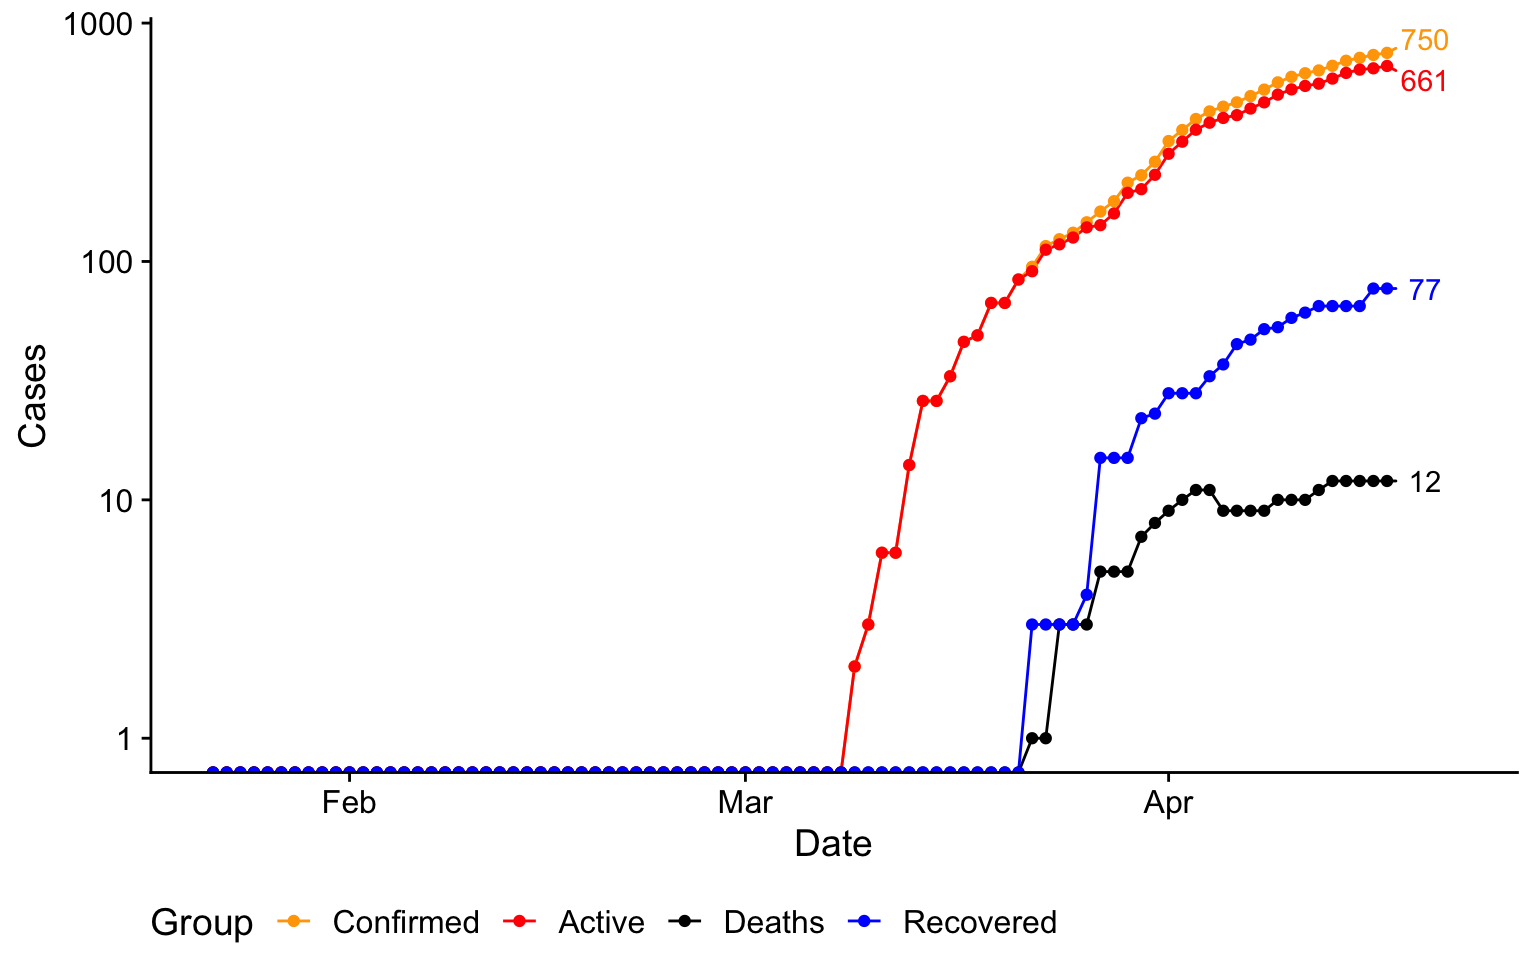 1000
750
661
100
77
Cases
10
12
1
Feb Mar Apr
Date
Group Confirmed Active Deaths Recovered